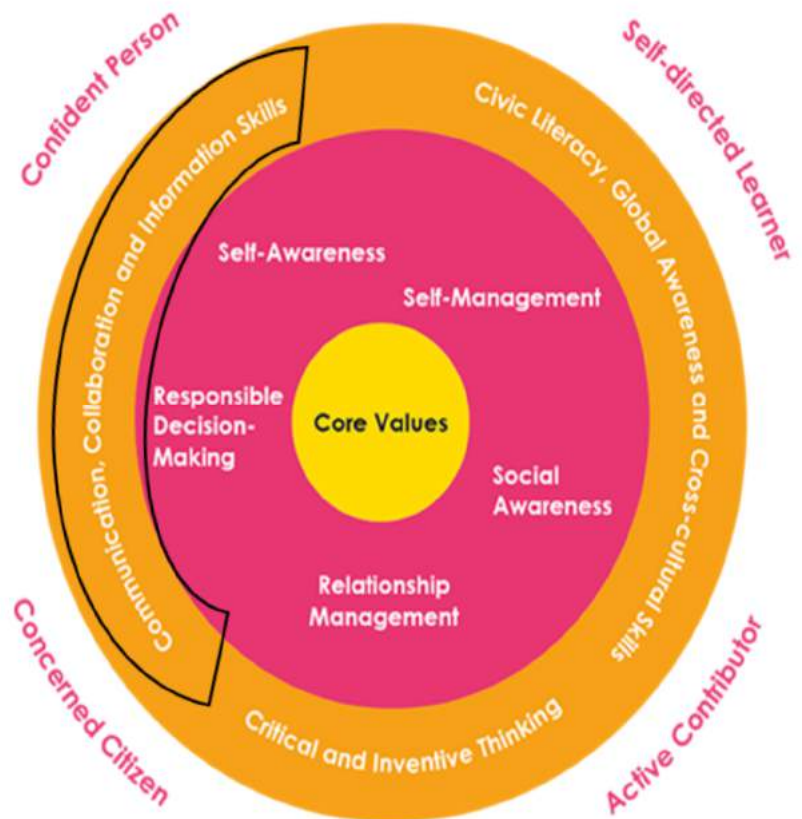 Confident Person
Self-directed Learner
Communication, Collaboration and Information Skills
Civic Literacy, Global Awareness and Cross-cultural Skills
Self-Awareness
Self-Management
Responsible
Decision-
Making
Core Values
Social
Awareness
Relationship
Management
Critical and Inventive Thinking
Concerned Citizen
Active Contributor